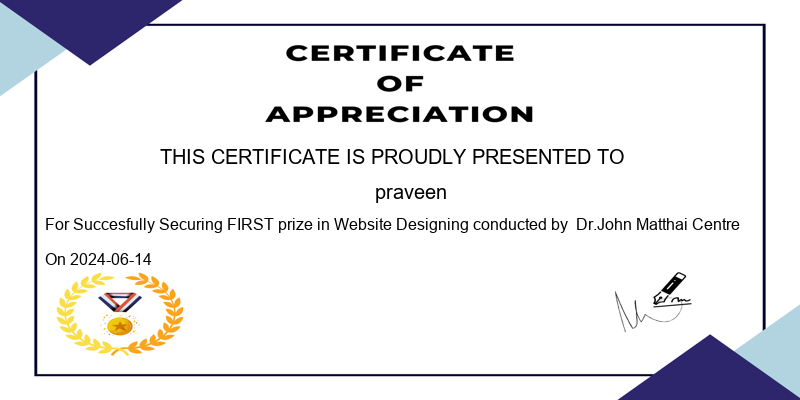 CERTIFICATE
OF
APPRECIATION
THIS CERTIFICATE IS PROUDLY PRESENTED TO
praveen
For Succesfully Securing FIRST prize in Website Designing conducted by  Dr.John Matthai Centre
On 2024-06-14